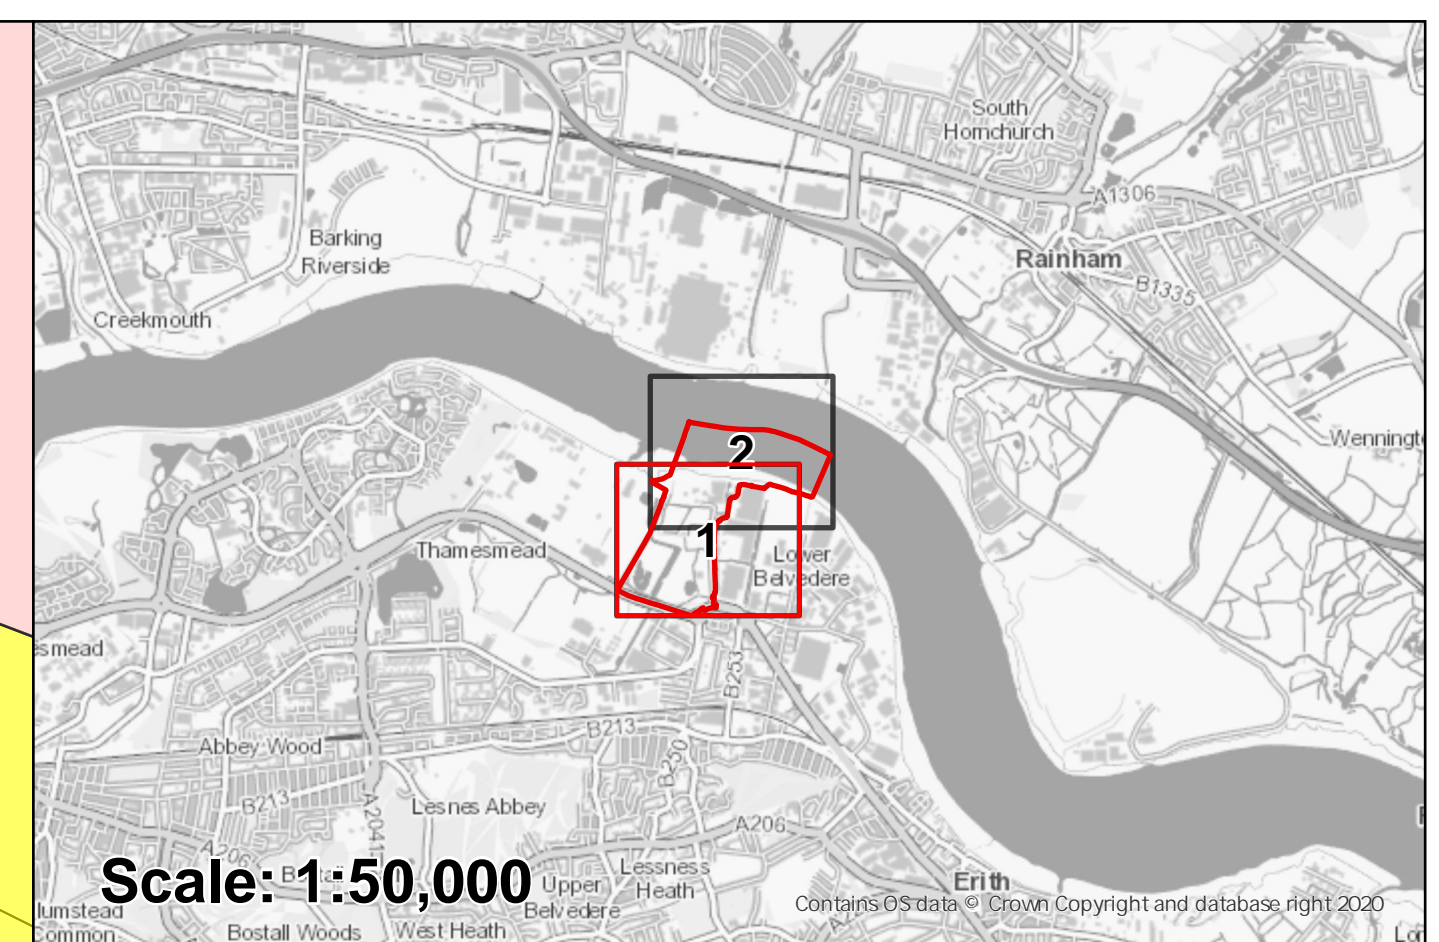 South
Hornchurch
A1306
Barking
Riverside
Rainham
B1335
Creekmouth
Wenningt
2
1
Thamesmead
Lower
Belvedere
esmead
B253
B213
Abbey Wood
B250
B213
A2041
Lesnes Abbey
A206
A206
Scale: 1:50,000
Upper
Belvedere
Lessness
Heath
Erith
Contains OS data © Crown Copyright and database right 2020
lumstead
Common
Bostall Woods
West Heath